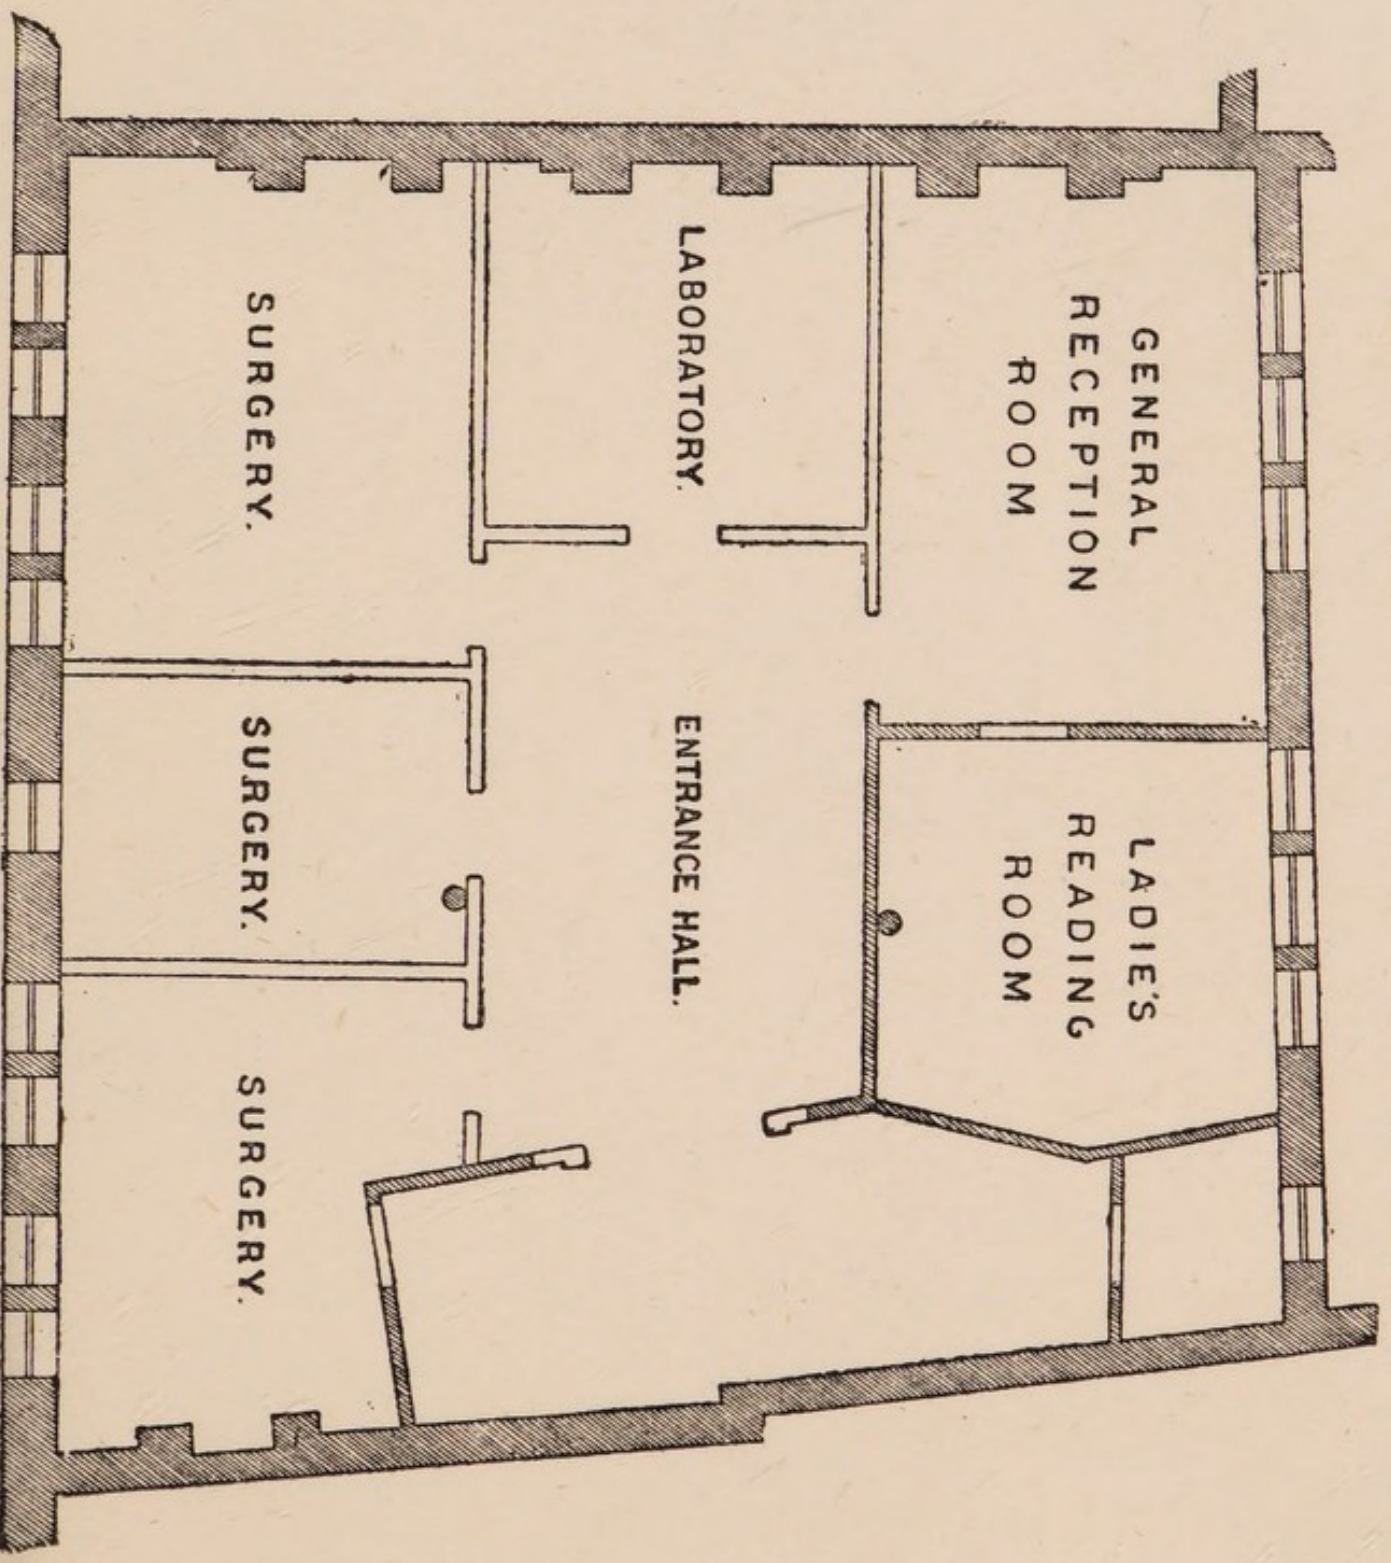 GENERAL
RECEPTION
ROOM
LADIE'S
READING
ROOM
LABORATORY.
ENTRANCE HALL.
SURGERY.
SURGERY.
SURGERY.